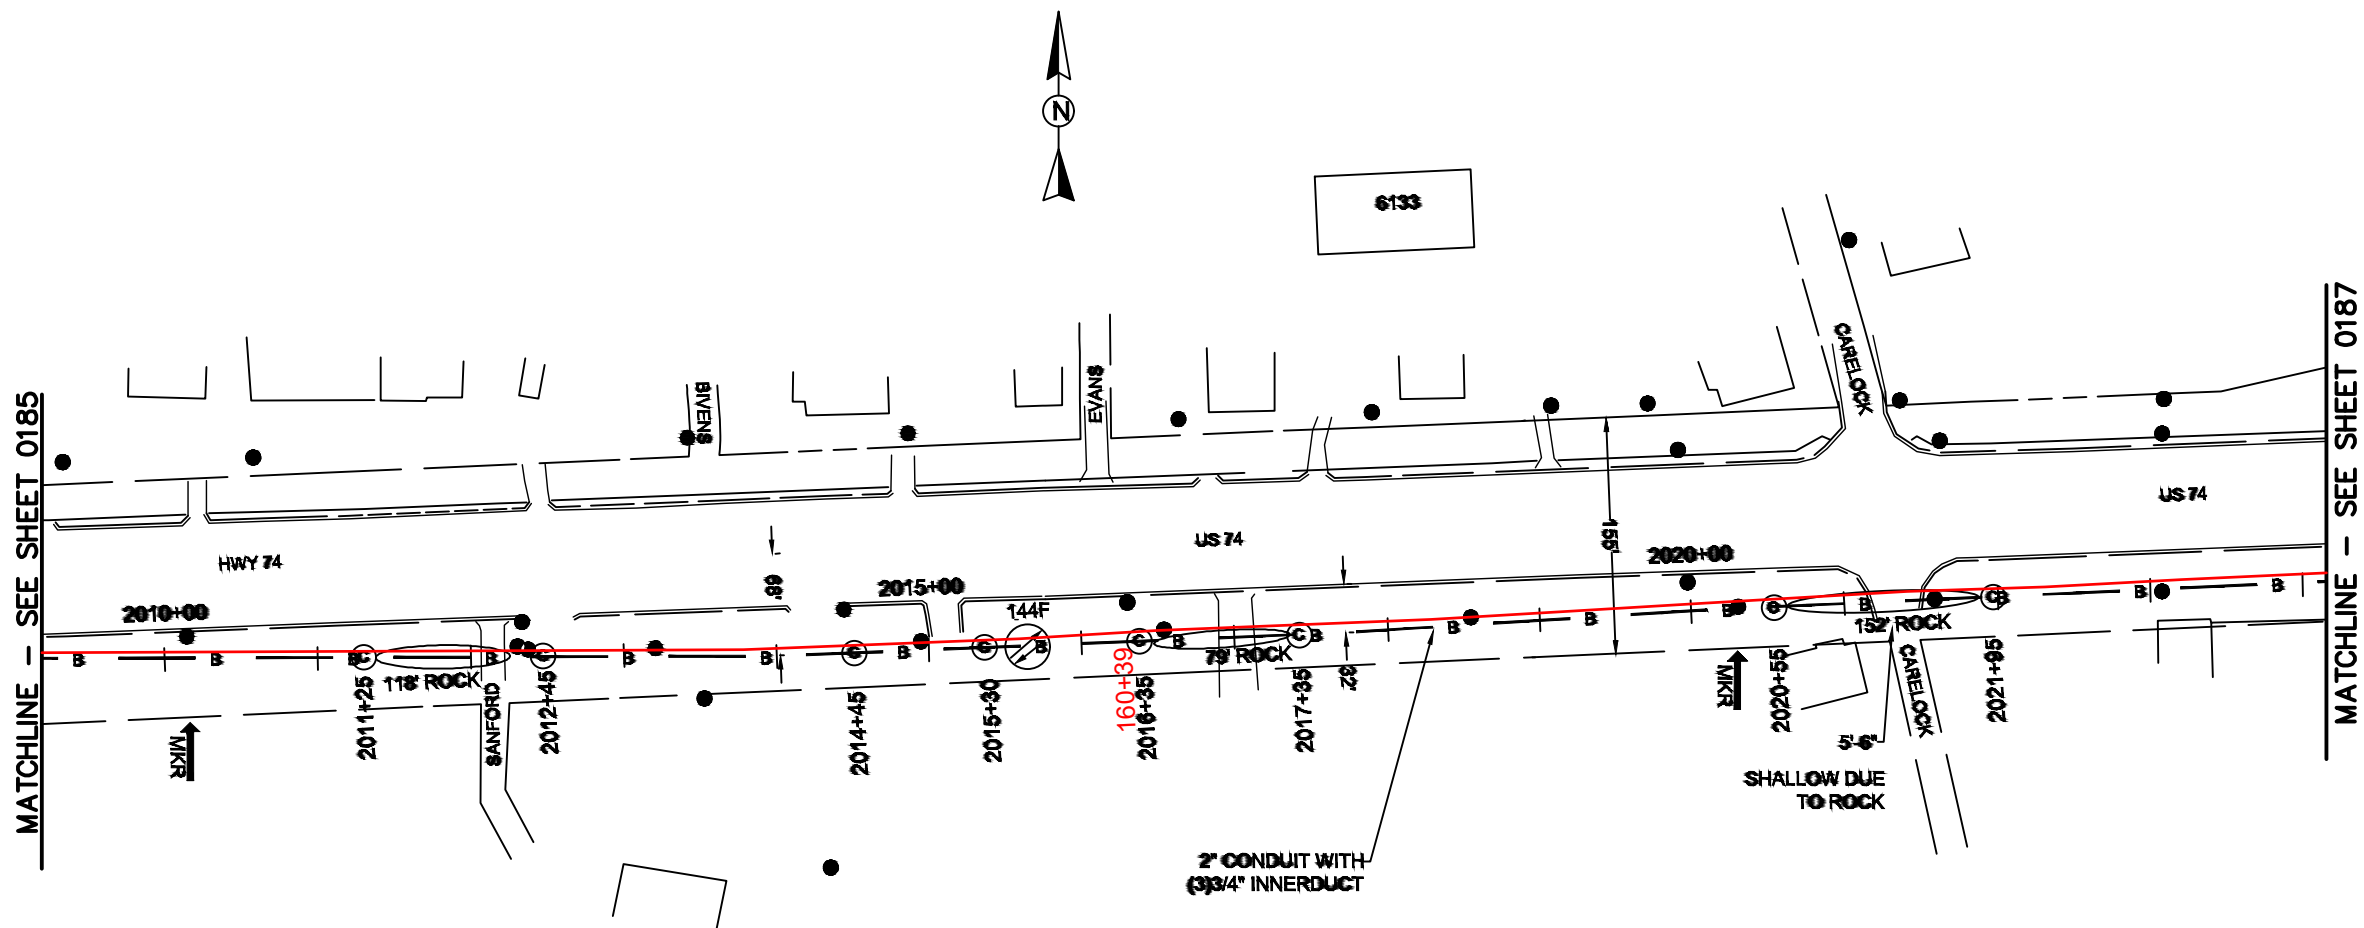 N
6133
CARELOCK
MATCHLINE - SEE SHEET 0185
MATCHLINE - SEE SHEET 0187
BIVENS
EVANS
US 74
HWY 74
US 74
155'
2020+00
68'
2015+00
2010+00
144F
B
B
B
C
B
C
B
B
C
B
C
B
C
B
C
B
B
B
B
C
B
C
B
B
B
118' ROCK
79' ROCK
152' ROCK
32'
SANFORD
CARELOCK
MKR
MKR
2011+25
2012+45
2014+45
2015+30
160+39
2016+35
2017+35
2020+55
2021+95
5'-6"
SHALLOW DUE
TO ROCK
2" CONDUIT WITH
(3)3/4" INNERDUCT